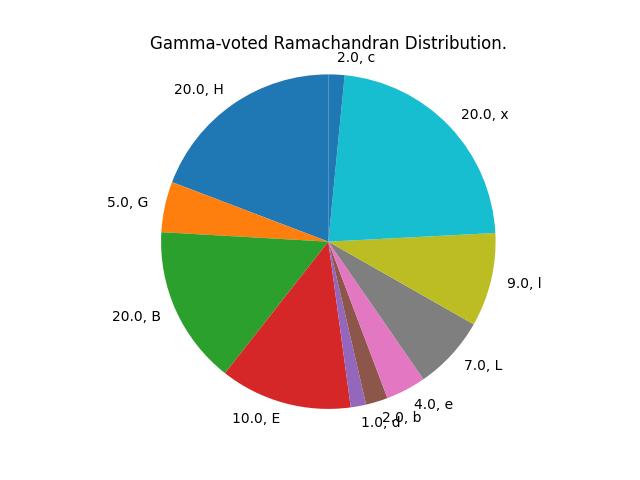 Gamma-voted Ramachandran Distribution.
2.0, c
20.0, H
20.0, x
5.0, G
9.0, l
20.0, B
7.0, L
4.0, e
10.0, E
2.0, b
1.0, d